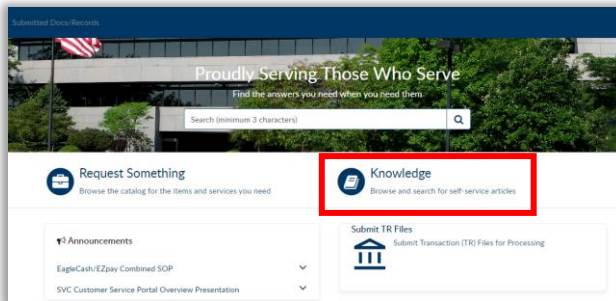 Submitted Docs/Records
Proudly Serving Those Who Serve
Find the answers you need when you need them
Search (minimum 3 characters)
Request Something
Browse the catalog for the items and services you need
Knowledge
Browse and search for self-service articles
Announcements
EagleCash/EZpay Combined SOP
SVC Customer Service Portal Overview Presentation
Submit TR Files
Submit Transaction (TR) Files for Processing